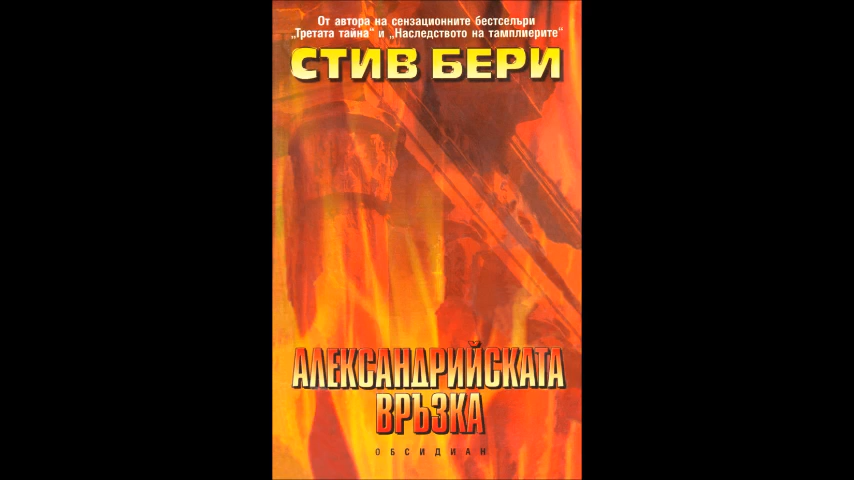 От автора на сензационните бестселъри
„Третата тайна“ и „Наследството на тамплиерите“
СТИВ БЕРИ
АЛЕКСАНДРИЙСКАТА
ВРЪЗКА
ОБСИДИАН